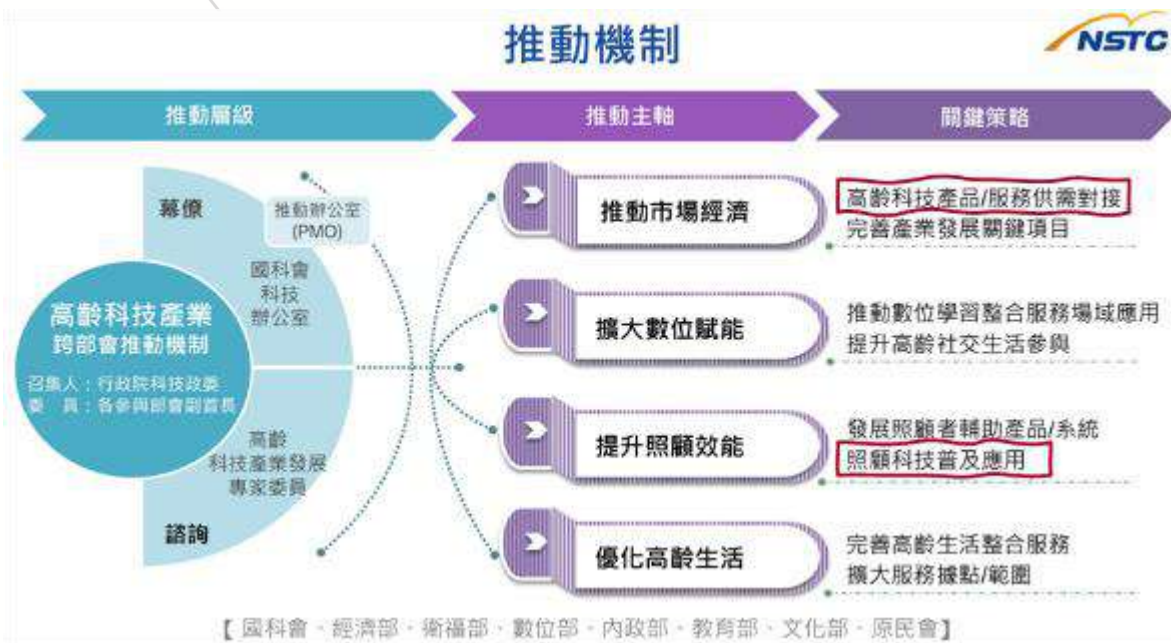 推動機制
NSTC
推動層級
推動主軸
關鍵策略
幕僚
推動辦公室
(PMO)
國科會
科技
辦公室
高齡科技產業
跨部會推動機制
召集人：行政院科技政委
委　員：各參與部會副首長
高齡
科技產業發展
專家委員
諮詢
推動市場經濟
高齡科技產品/服務供需對接
完善產業發展關鍵項目
擴大數位賦能
推動數位學習整合服務場域應用
提升高齡社交生活參與
提升照顧效能
發展照顧者輔助產品/系統
照顧科技普及應用
優化高齡生活
完善高齡生活整合服務
擴大服務據點/範圍
【國科會、經濟部、衛福部、數位部、內政部、教育部、文化部、原民會】